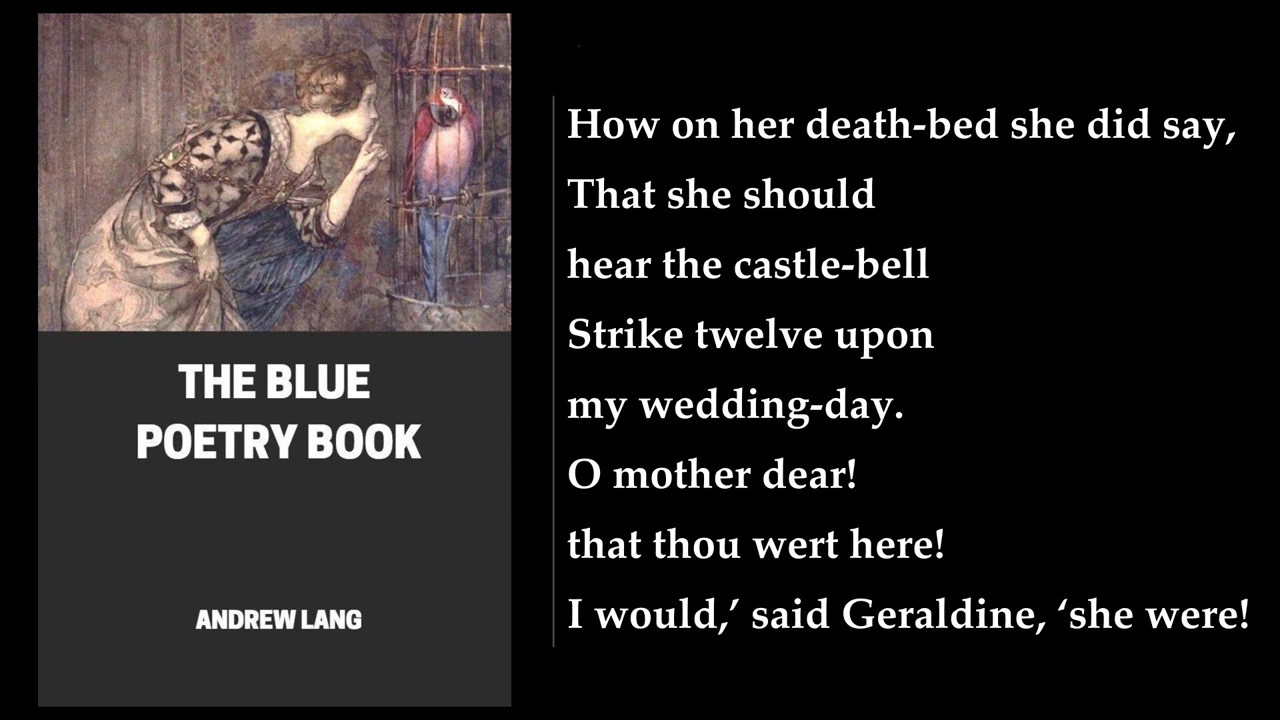 THE BLUE
POETRY BOOK
ANDREW LANG
How on her death-bed she did say,
That she should
hear the castle-bell
Strike twelve upon
my wedding-day.
O mother dear!
that thou wert here!
I would,’ said Geraldine, ‘she were!